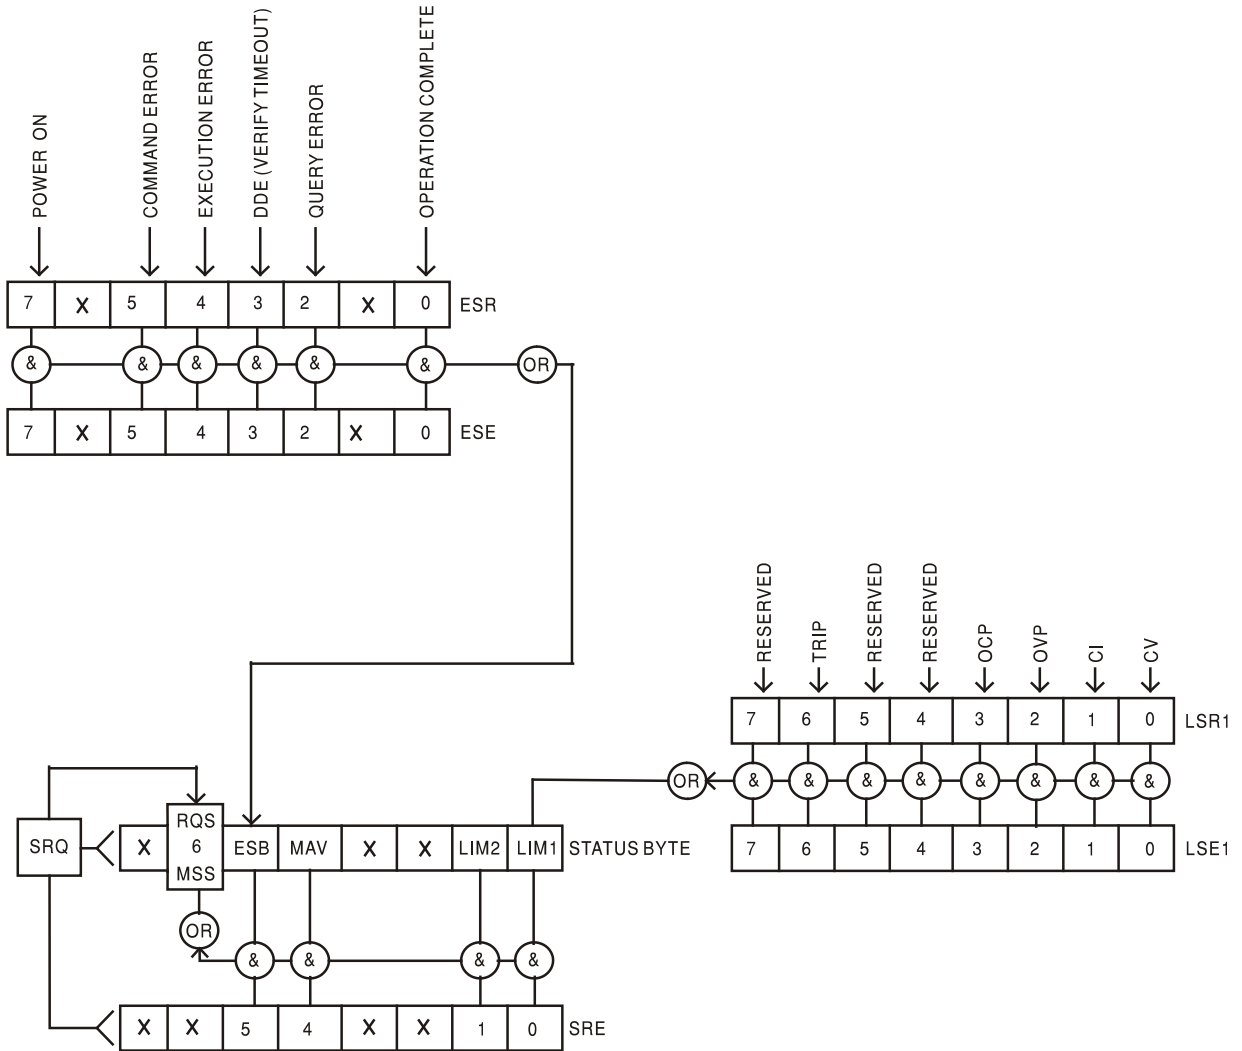 POWER ON
COMMAND ERROR
EXECUTION ERROR
DDE (VERIFY TIMEOUT)
QUERY ERROR
OPERATION COMPLETE
7 X 5 4 3 2 X 0 ESR
& & & & & & OR
7 X 5 4 3 2 X 0 ESE
RESERVED
TRIP
RESERVED
RESERVED
OCP
OVP
CI
CV
7 6 5 4 3 2 1 0 LSR1
OR & & & & & & & &
7 6 5 4 3 2 1 0 LSE1
SRQ
X
RQS
6
MSS
ESB MAV X X LIM2 LIM1 STATUS BYTE
OR
& & & &
X X 5 4 X X 1 0 SRE